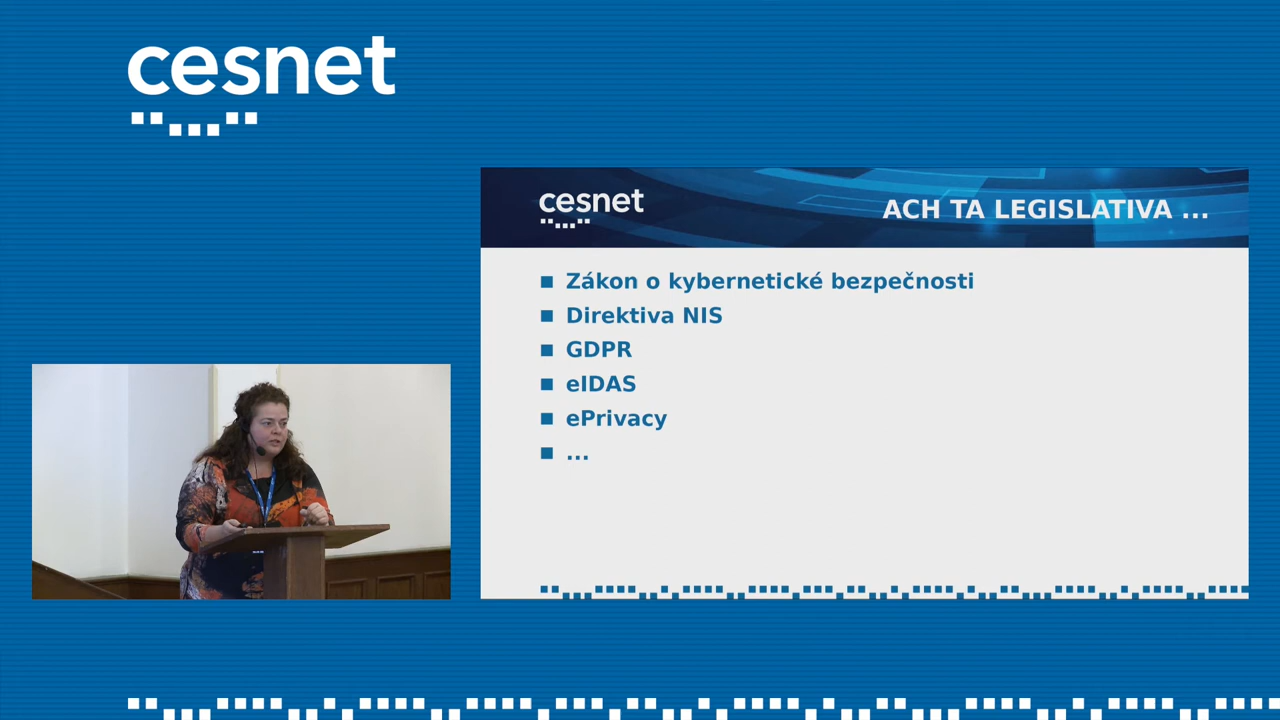 cesnet
cesnet
ACH TA LEGISLATIVA ...
Zákon o kybernetické bezpečnosti
Direktiva NIS
GDPR
eIDAS
ePrivacy
...